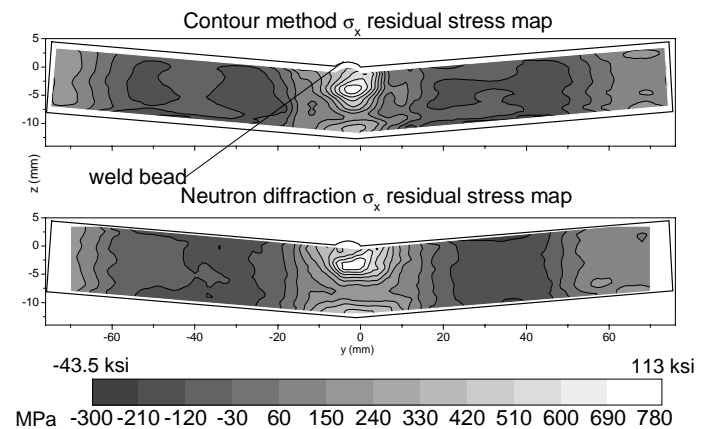 Contour method σx residual stress map
5
0
-5
-10
weld bead
z (mm)
Neutron diffraction σx residual stress map
5
0
-5
-10
-60 -40 -20 0 20 40 60
y (mm)
-43.5 ksi 113 ksi
MPa -300 -210 -120 -30 60 150 240 330 420 510 600 690 780